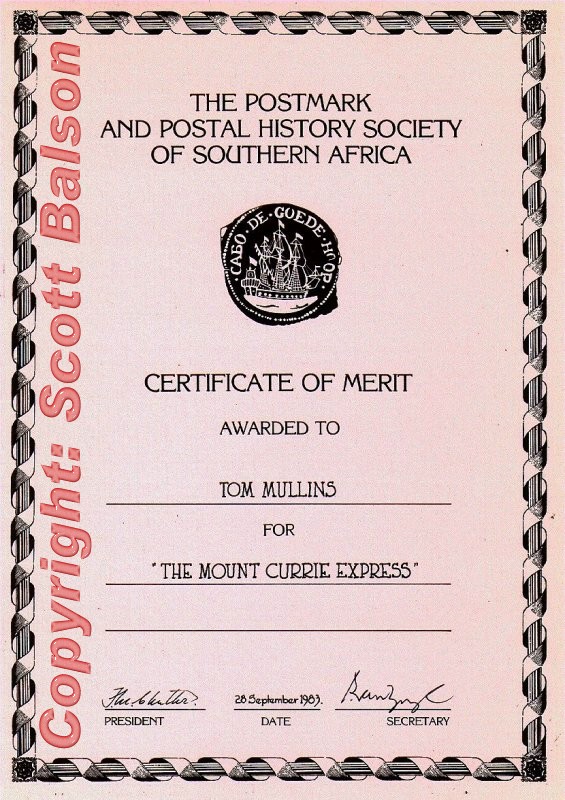 THE POSTMARK
AND POSTAL HISTORY SOCIETY
OF SOUTHERN AFRICA
CABO·DE·GOEDE·HOOP·
CERTIFICATE OF MERIT
AWARDED TO
TOM MULLINS
FOR
"THE MOUNT CURRIE EXPRESS"
28 September 1983.
PRESIDENT
DATE
SECRETARY
Copyright: Scott Balson